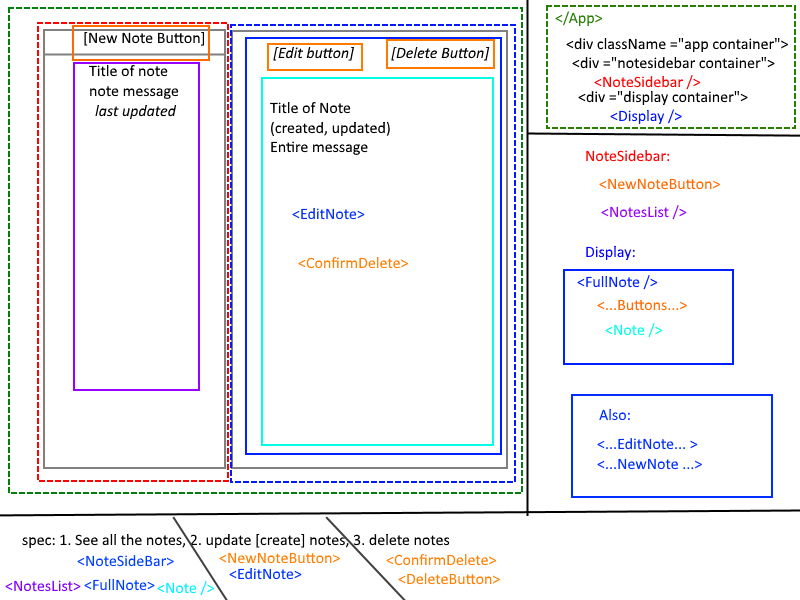 [New Note Button]
Title of note
note message
last updated
[Edit button]
[Delete Button]
Title of Note
(created, updated)
Entire message
<EditNote>
<ConfirmDelete>
</App>
<div className ="app container">
<div ="notesidebar container">
<NoteSidebar />
<div ="display container">
<Display />
NoteSidebar:
<NewNoteButton>
<NotesList />
Display:
<FullNote />
<...Buttons...>
<Note />
Also:
<...EditNote... >
<...NewNote ...>
spec: 1. See all the notes, 2. update [create] notes, 3. delete notes
<NoteSideBar>
<NotesList> <FullNote> <Note />
<NewNoteButton>
<EditNote>
<ConfirmDelete>
<DeleteButton>